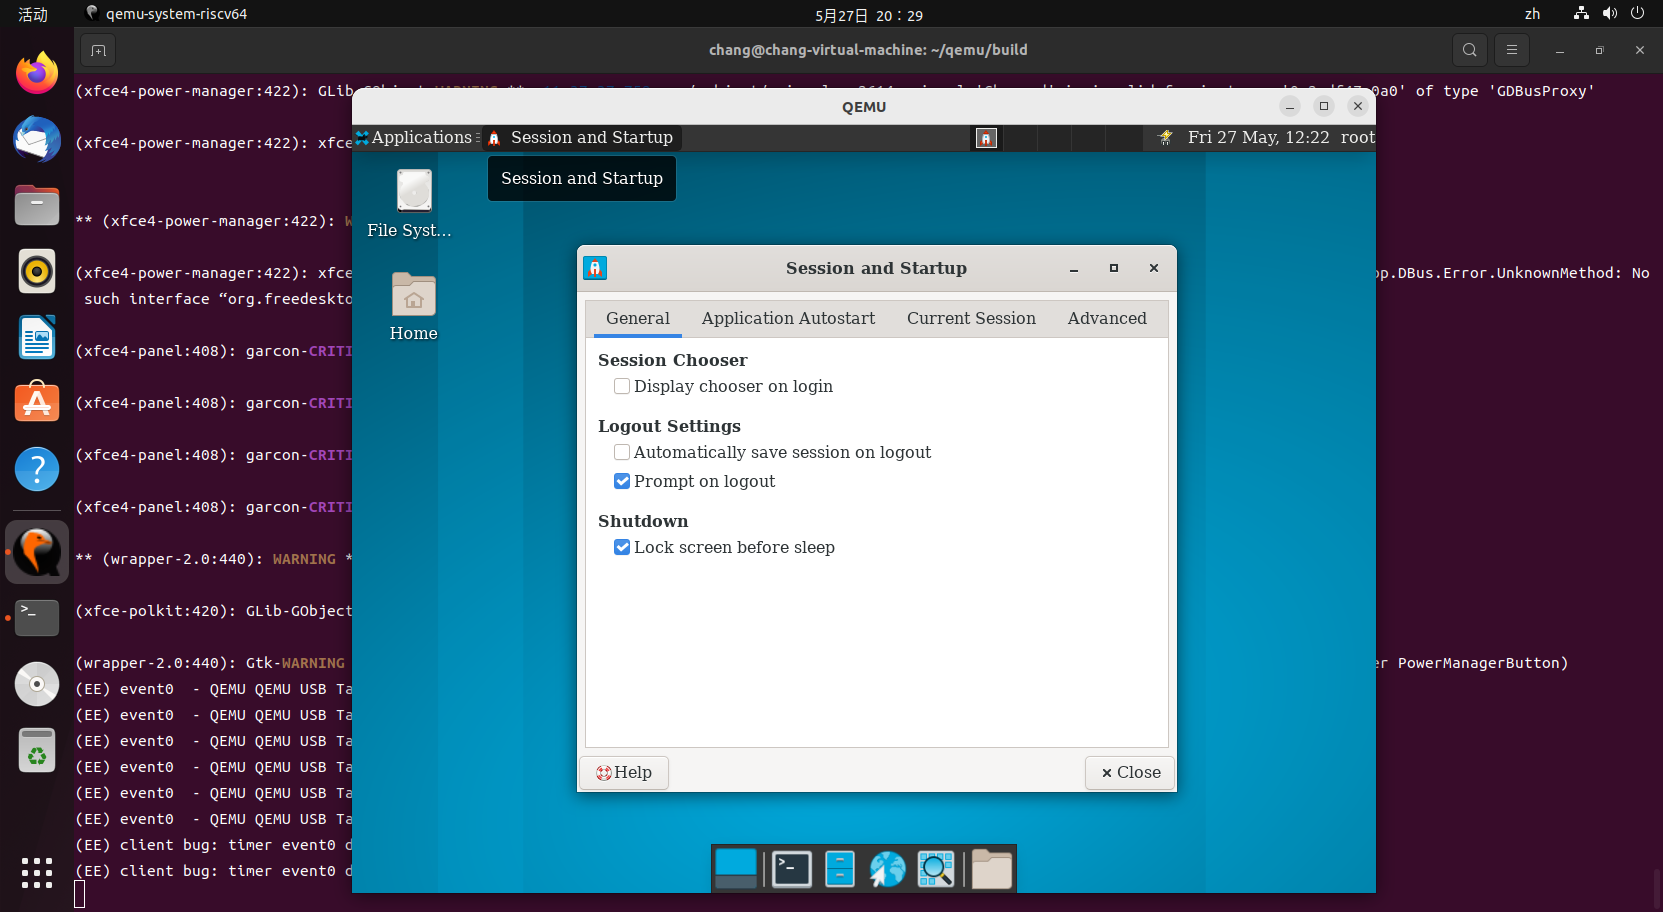 活动
qemu-system-riscv64
5月27日 20：29
zh
chang@chang-virtual-machine: ~/qemu/build
(xfce4-power-manager:422): GLib
of type 'GDBusProxy'
QEMU
Applications
Session and Startup
Fri 27 May, 12:22 root
(xfce4-power-manager:422): xfce
Session and Startup
** (xfce4-power-manager:422): W
File Syst...
(xfce4-power-manager:422): xfce
op.DBus.Error.UnknownMethod: No
such interface “org.freedeskto
Home
(xfce4-panel:408): garcon-CRITI
(xfce4-panel:408): garcon-CRITI
(xfce4-panel:408): garcon-CRITI
(xfce4-panel:408): garcon-CRITI
** (wrapper-2.0:440): WARNING *
(xfce-polkit:420): GLib-GObject
(wrapper-2.0:440): Gtk-WARNING
er PowerManagerButton)
(EE) event0 - QEMU QEMU USB Ta
(EE) event0 - QEMU QEMU USB Ta
(EE) event0 - QEMU QEMU USB Ta
(EE) event0 - QEMU QEMU USB Ta
(EE) event0 - QEMU QEMU USB Ta
(EE) event0 - QEMU QEMU USB Ta
(EE) client bug: timer event0 d
(EE) client bug: timer event0 d
Session and Startup
General
Application Autostart
Current Session
Advanced
Session Chooser
Display chooser on login
Logout Settings
Automatically save session on logout
Prompt on logout
Shutdown
Lock screen before sleep
Help
Close